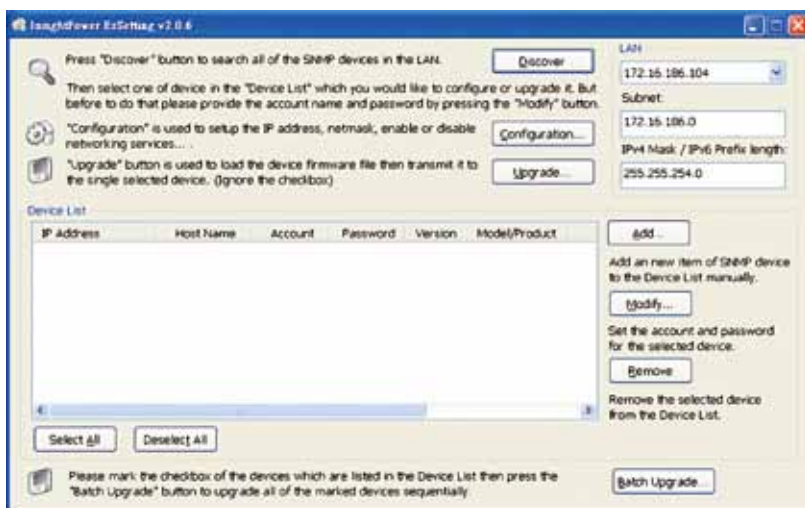 InsightPower EzSetting v2.0.6
Press "Discover" button to search all of the SNMP devices in the LAN.
Discover
Then select one of device in the "Device List" which you would like to configure or upgrade it. But
before to do that please provide the account name and password by pressing the "Modify" button.
"Configuration" is used to setup the IP address, netmask, enable or disable
networking services... .
Configuration...
"Upgrade" button is used to load the device firmware file then transmit it to
the single selected device. (Ignore the checkbox)
Upgrade...
LAN
172.16.186.104
Subnet:
172.16.186.0
IPv4 Mask / IPv6 Prefix length:
255.255.254.0
Device List
IP Address Host Name Account Password Version Model/Product
Add...
Add an new item of SNMP device
to the Device List manually.
Modify...
Set the account and password
for the selected device.
Remove
Remove the selected device
from the Device List.
Select All Deselect All
Please mark the checkbox of the devices which are listed in the Device List then press the
"Batch Upgrade" button to upgrade all of the marked devices sequentially.
Batch Upgrade...